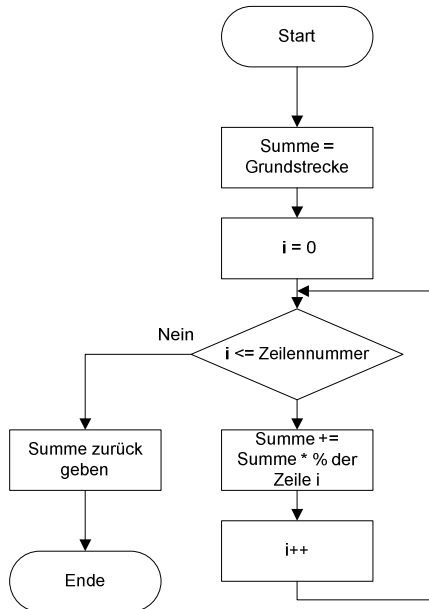 Start
Summe =
Grundstrecke
i = 0
i <= Zeilennummer
Nein
Summe zurück
geben
Summe +=
Summe * % der
Zeile i
i++
Ende